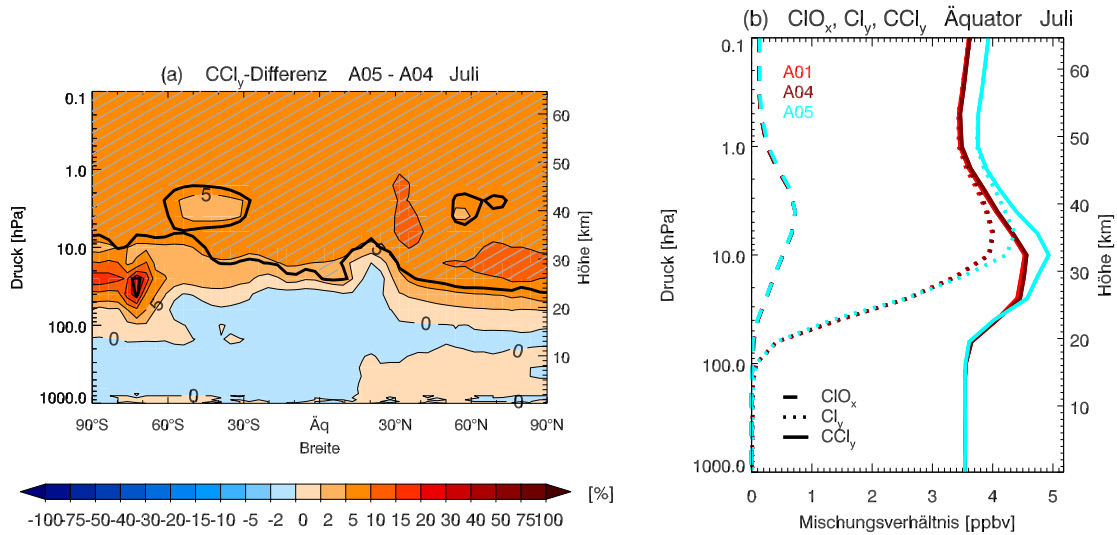 (a) CCly-Differenz A05 - A04 Juli
0.1
1.0
10.0
100.0
1000.0
Druck [hPa]
60
50
40
30
20
10
Höhe [km]
5
5
5
0
0
0
0
0
90°S 60°S 30°S Äq 30°N 60°N 90°N
Breite
-100 -75 -50 -40 -30 -20 -15 -10 -5 -2 0 2 5 10 15 20 30 40 50 75 100
[%]
(b) ClOx, Cly, CCly Äquator Juli
0.1
1.0
10.0
100.0
1000.0
Druck [hPa]
A01
A04
A05
ClOx
Cly
CCly
60
50
40
30
20
10
Höhe [km]
0 1 2 3 4 5
Mischungsverhältnis [ppbv]